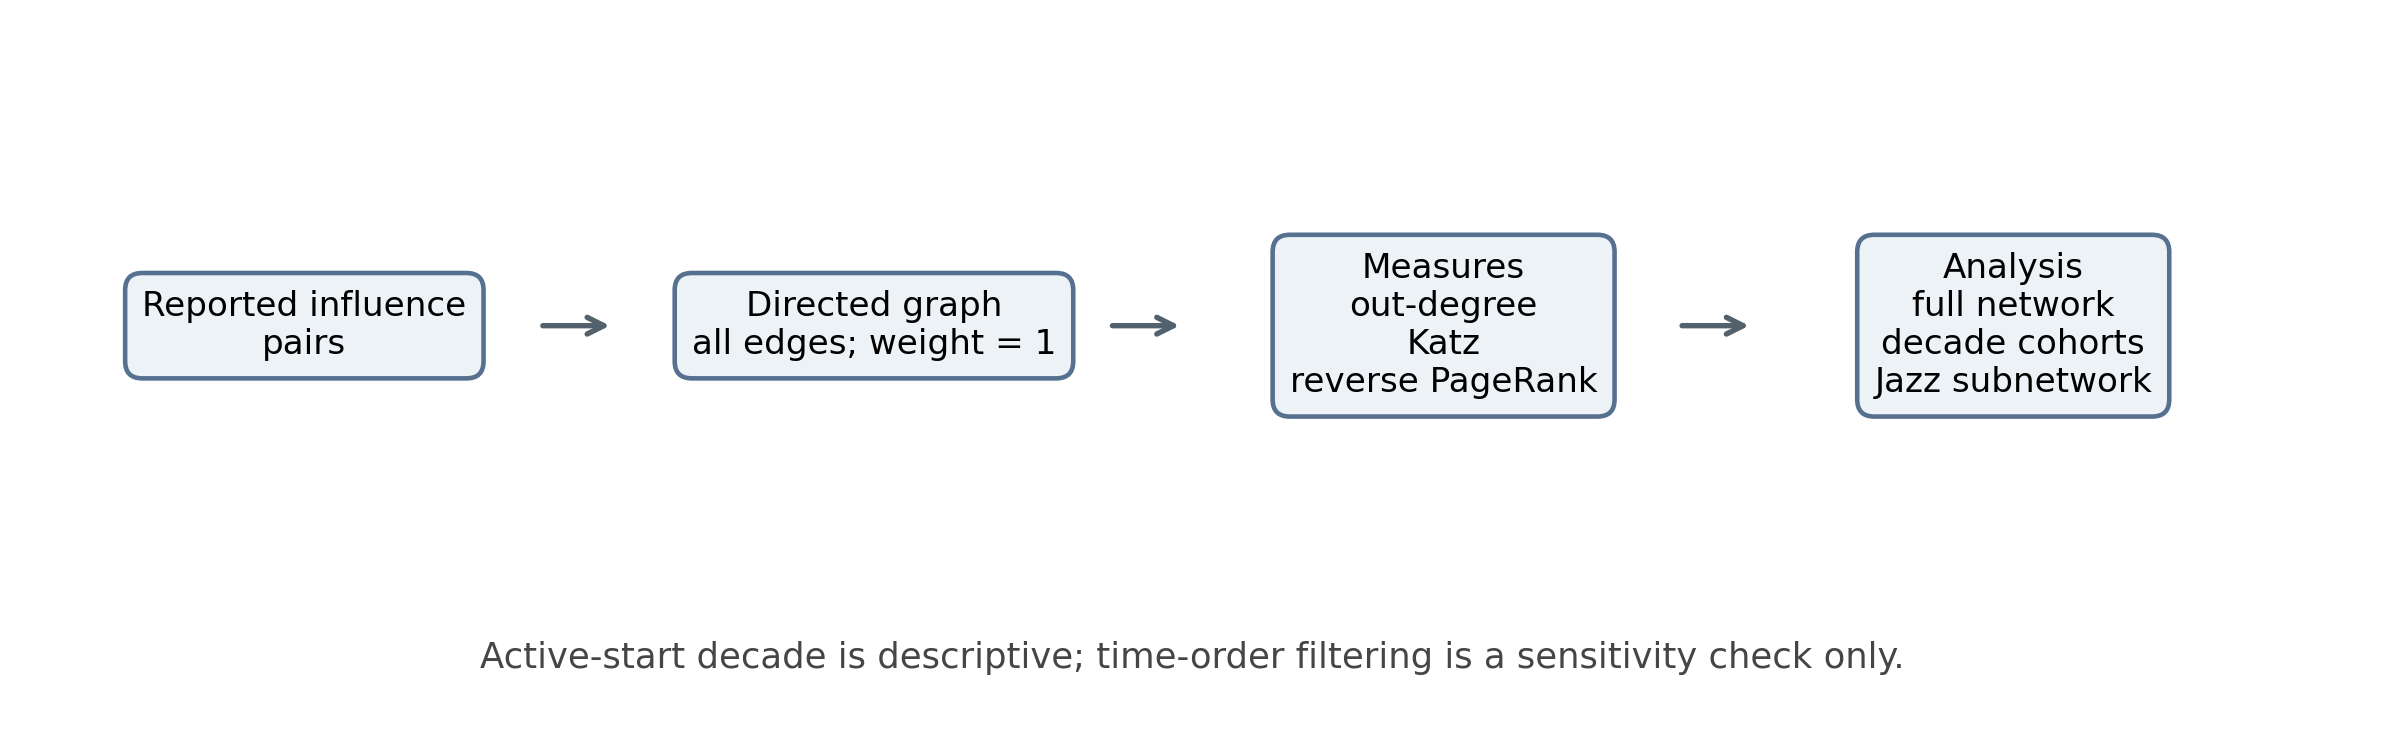 Reported influence
pairs
Directed graph
all edges; weight = 1
Measures
out-degree
Katz
reverse PageRank
Analysis
full network
decade cohorts
Jazz subnetwork
Active-start decade is descriptive; time-order filtering is a sensitivity check only.